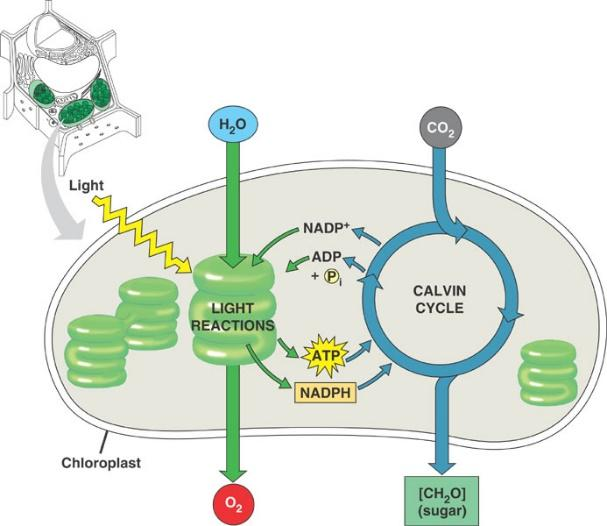 H₂O
CO₂
Light
NADP⁺
ADP
+ Pᵢ
LIGHT
REACTIONS
CALVIN
CYCLE
ATP
NADPH
Chloroplast
O₂
[CH₂O]
(sugar)